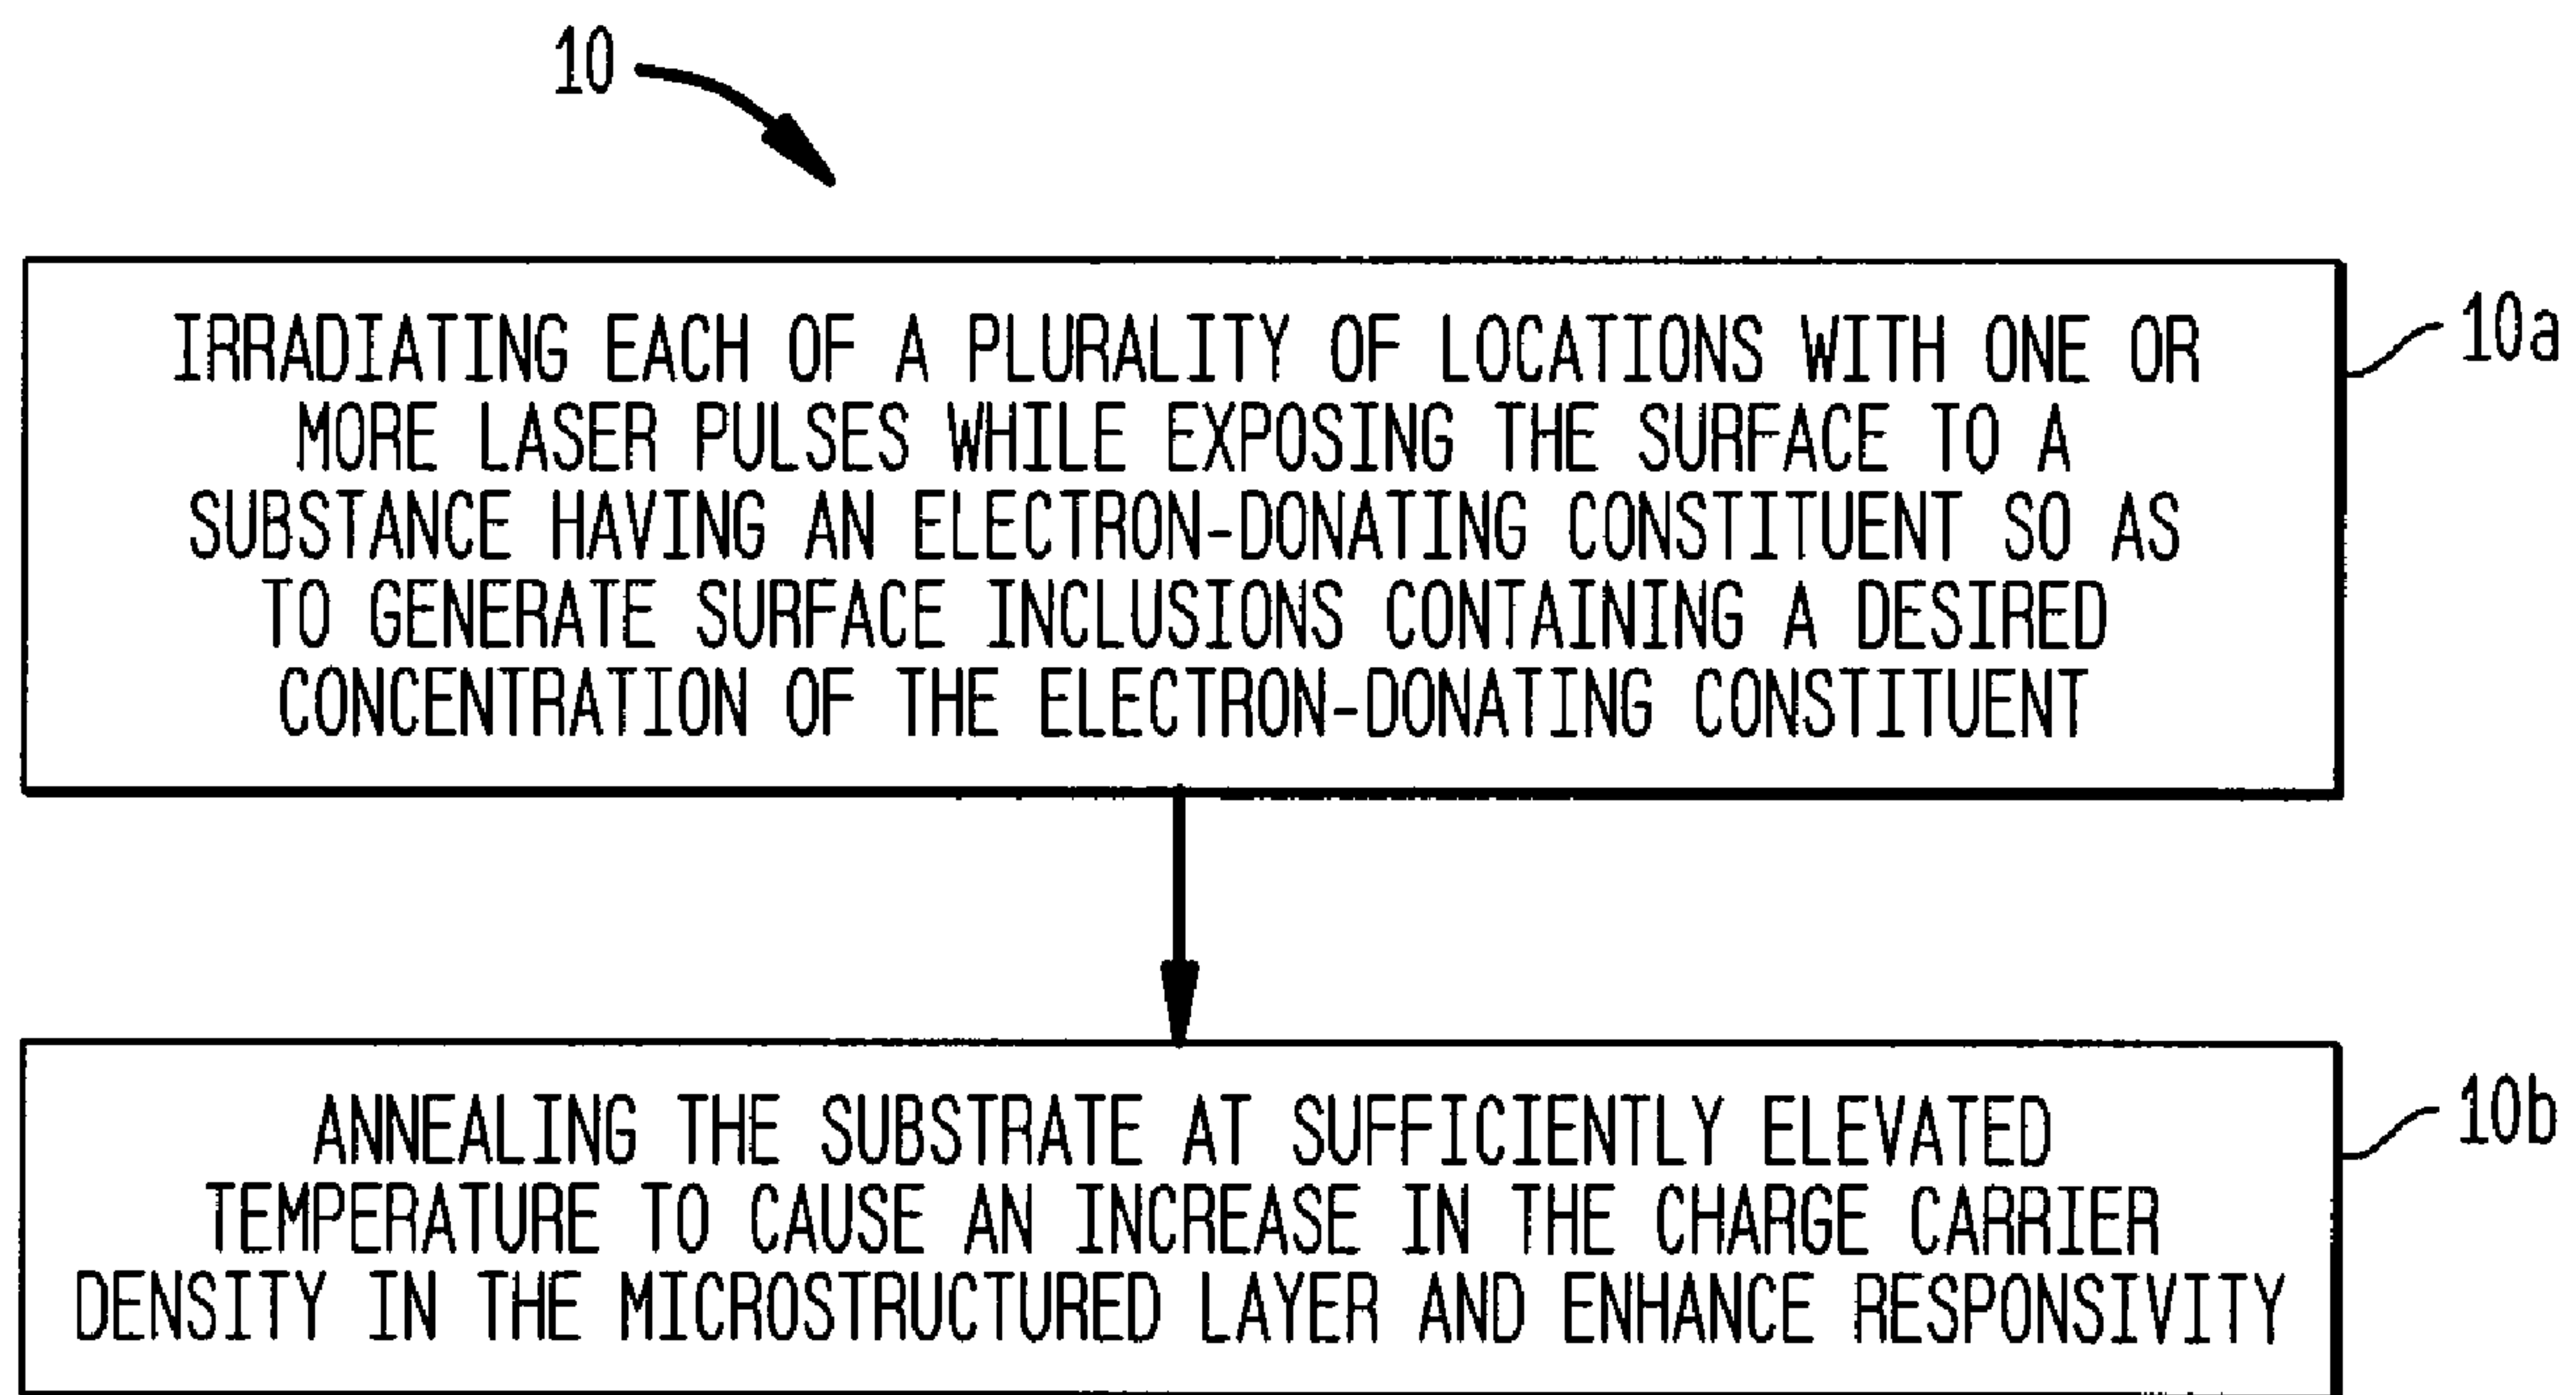 10
IRRADIATING EACH OF A PLURALITY OF LOCATIONS WITH ONE OR
MORE LASER PULSES WHILE EXPOSING THE SURFACE TO A
SUBSTANCE HAVING AN ELECTRON-DONATING CONSTITUENT SO AS
TO GENERATE SURFACE INCLUSIONS CONTAINING A DESIRED
CONCENTRATION OF THE ELECTRON-DONATING CONSTITUENT
10a
ANNEALING THE SUBSTRATE AT SUFFICIENTLY ELEVATED
TEMPERATURE TO CAUSE AN INCREASE IN THE CHARGE CARRIER
DENSITY IN THE MICROSTRUCTURED LAYER AND ENHANCE RESPONSIVITY
10b